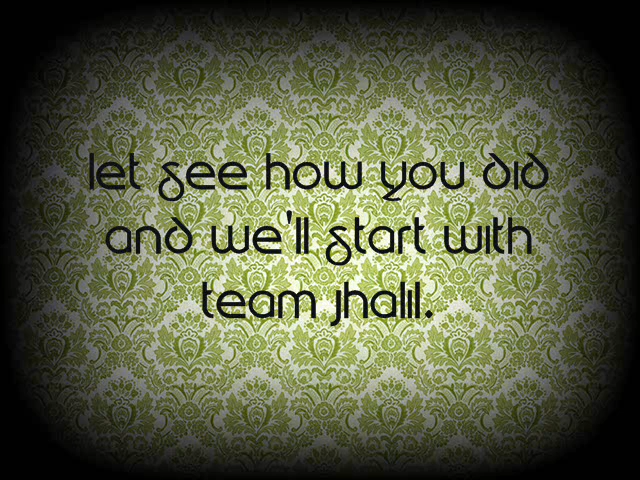 let see how you did
and we'll start with
team jhalil.